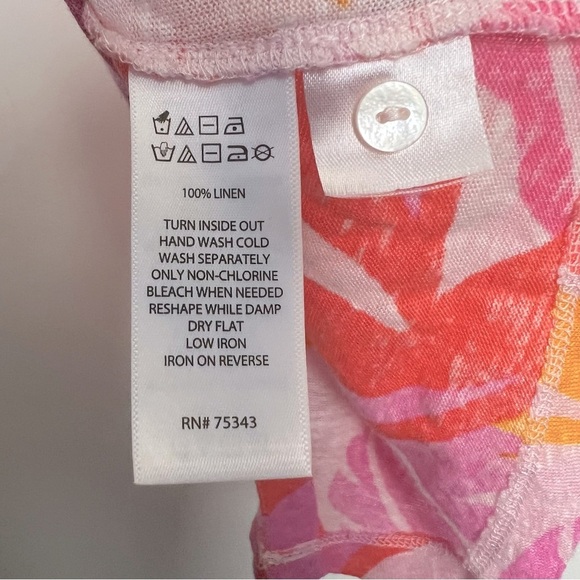 100% LINEN
TURN INSIDE OUT
HAND WASH COLD
WASH SEPARATELY
ONLY NON-CHLORINE
BLEACH WHEN NEEDED
RESHAPE WHILE DAMP
DRY FLAT
LOW IRON
IRON ON REVERSE
RN# 75343